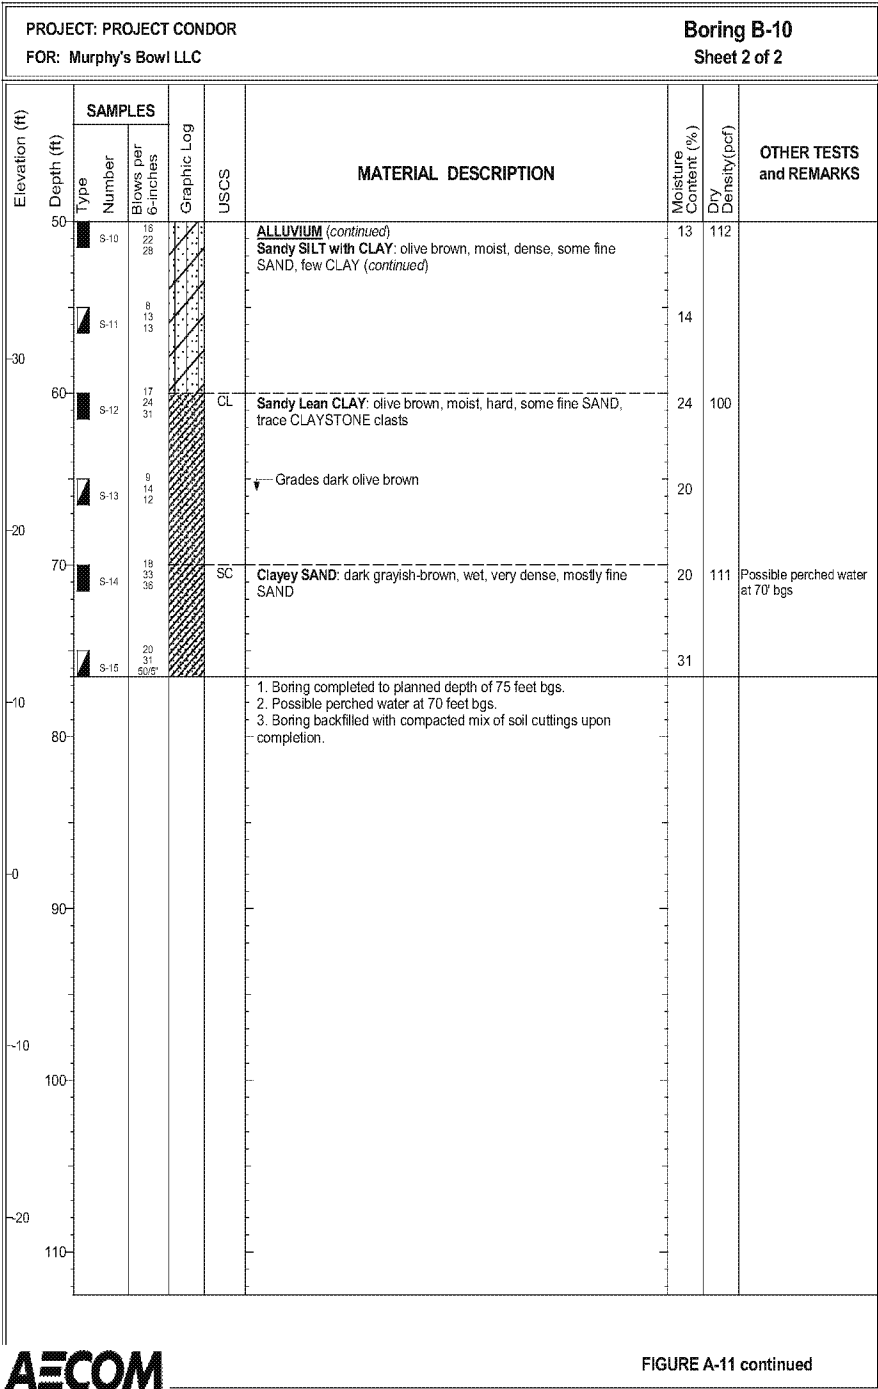 PROJECT: PROJECT CONDOR
FOR: Murphy's Bowl LLC
Boring B-10
Sheet 2 of 2
Elevation (ft)
Depth (ft)
SAMPLES
Type
Number
Blows per
6-inches
Graphic Log
USCS
MATERIAL DESCRIPTION
Moisture
Content (%)
Dry
Density(pcf)
OTHER TESTS
and REMARKS
50
S-10
16
22
28
ALLUVIUM (continued)
Sandy SILT with CLAY: olive brown, moist, dense, some fine
SAND, few CLAY (continued)
13 112
S-11
8
13
13
14
-30
60
S-12
17
24
31
CL
Sandy Lean CLAY: olive brown, moist, hard, some fine SAND,
trace CLAYSTONE clasts
24 100
S-13
9
14
12
Grades dark olive brown
20
-20
70
S-14
18
33
36
SC
Clayey SAND: dark grayish-brown, wet, very dense, mostly fine
SAND
20 111
Possible perched water
at 70' bgs
S-15
20
31
50/5"
31
1. Boring completed to planned depth of 75 feet bgs.
2. Possible perched water at 70 feet bgs.
3. Boring backfilled with compacted mix of soil cuttings upon
completion.
-10
80
-0
90
--10
100
--20
110
AECOM
FIGURE A-11 continued